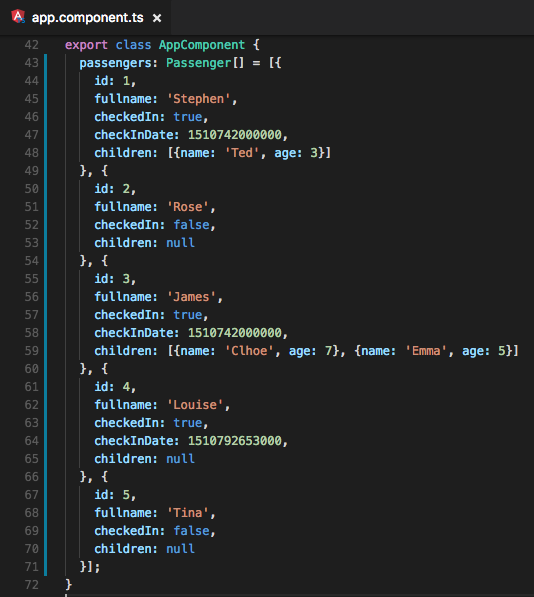 app.component.ts ×
42 export class AppComponent {
43   passengers: Passenger[] = [{
44     id: 1,
45     fullname: 'Stephen',
46     checkedIn: true,
47     checkInDate: 1510742000000,
48     children: [{name: 'Ted', age: 3}]
49   }, {
50     id: 2,
51     fullname: 'Rose',
52     checkedIn: false,
53     children: null
54   }, {
55     id: 3,
56     fullname: 'James',
57     checkedIn: true,
58     checkInDate: 1510742000000,
59     children: [{name: 'Clhoe', age: 7}, {name: 'Emma', age: 5}]
60   }, {
61     id: 4,
62     fullname: 'Louise',
63     checkedIn: true,
64     checkInDate: 1510792653000,
65     children: null
66   }, {
67     id: 5,
68     fullname: 'Tina',
69     checkedIn: false,
70     children: null
71   }];
72 }